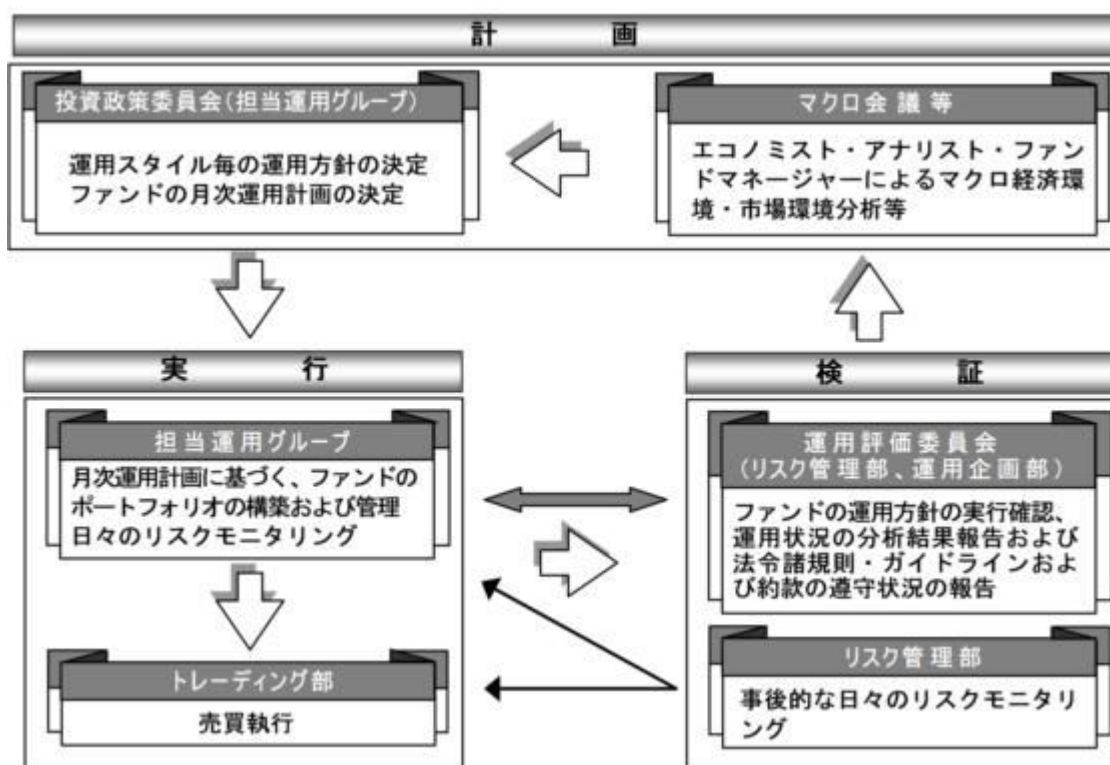 計画
投資政策委員会(担当運用グループ)
運用スタイル毎の運用方針の決定
ファンドの月次運用計画の決定
マクロ会議等
エコノミスト・アナリスト・ファン
ドマネージャーによるマクロ経済環
境・市場環境分析等
実行
担当運用グループ
月次運用計画に基づく、ファンドの
ポートフォリオの構築および管理
日々のリスクモニタリング
トレーディング部
売買執行
検証
運用評価委員会
(リスク管理部、運用企画部)
ファンドの運用方針の実行確認、
運用状況の分析結果報告および
法令諸規則・ガイドラインおよ
び約款の遵守状況の報告
リスク管理部
事後的な日々のリスクモニタリ
ング